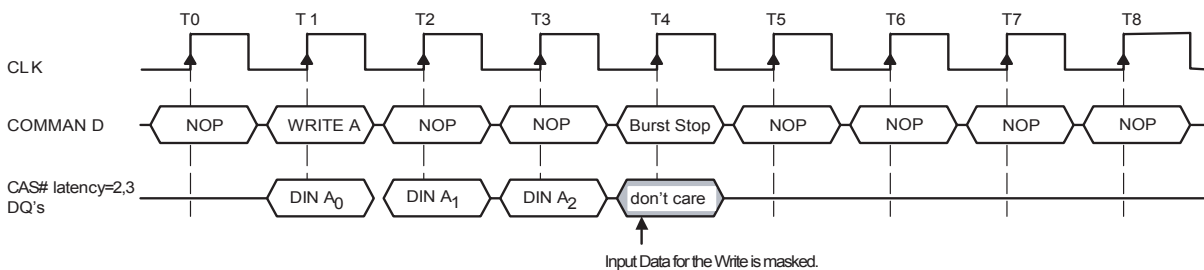 T0 T1 T2 T3 T4 T5 T6 T7 T8
CLK
COMMAN D NOP WRITE A NOP NOP Burst Stop NOP NOP NOP NOP
CAS# latency=2,3
DQ's DIN A0 DIN A1 DIN A2 don't care
Input Data for the Write is masked.